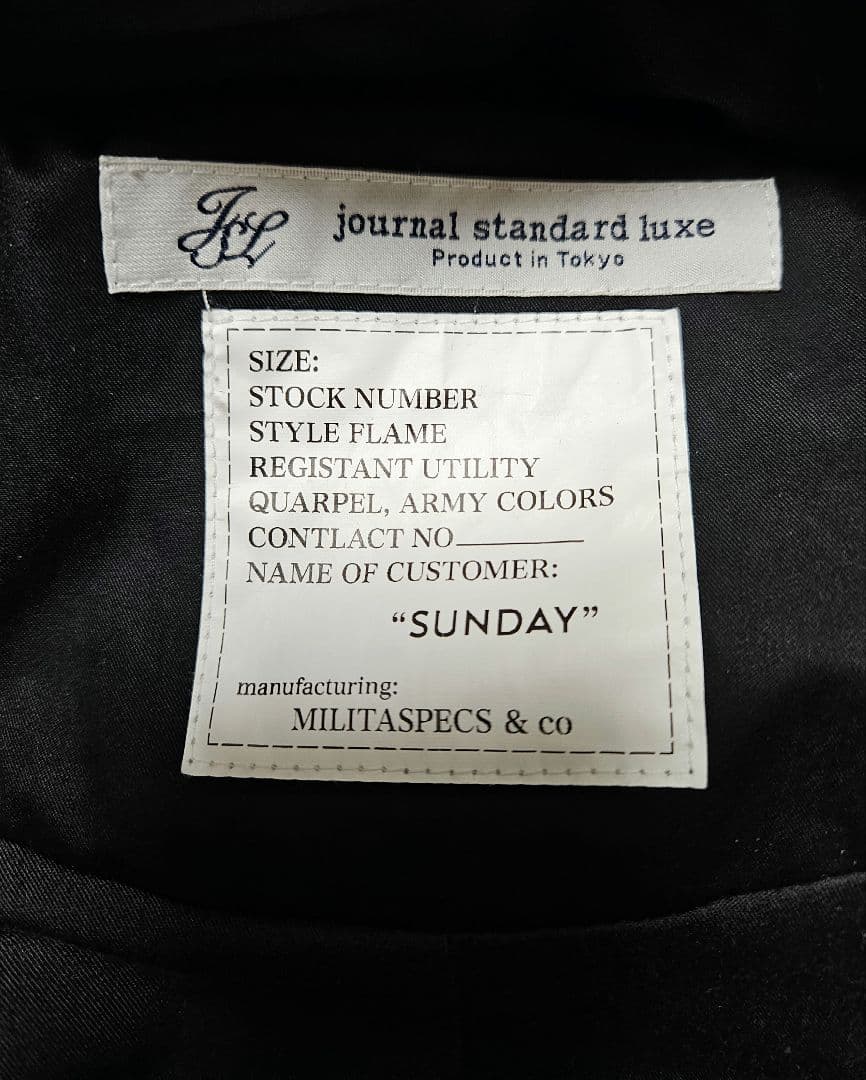 JSL journal standard luxe
Product in Tokyo
SIZE:
STOCK NUMBER
STYLE FLAME
REGISTANT UTILITY
QUARPEL, ARMY COLORS
CONTLACT NO
NAME OF CUSTOMER:
“SUNDAY”
manufacturing:
MILITASPECS & co